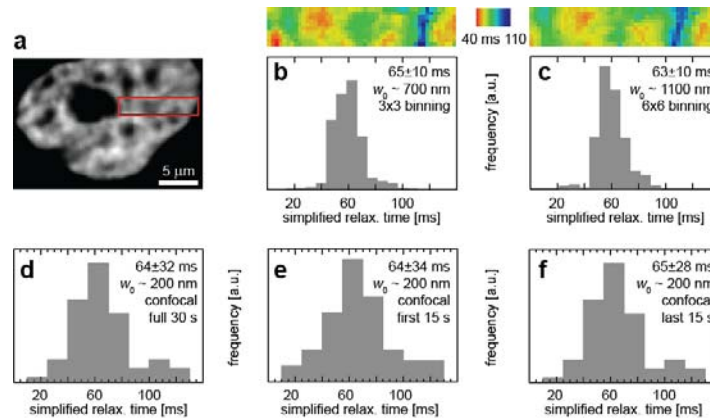 a
5 μm
40 ms 110
b
65±10 ms
w₀ ~ 700 nm
3x3 binning
20 60 100
simplified relax. time [ms]
frequency [a.u.]
c
63±10 ms
w₀ ~ 1100 nm
6x6 binning
20 60 100
simplified relax. time [ms]
d
64±32 ms
w₀ ~ 200 nm
confocal
full 30 s
20 60 100
simplified relax. time [ms]
frequency [a.u.]
e
64±34 ms
w₀ ~ 200 nm
confocal
first 15 s
20 60 100
simplified relax. time [ms]
frequency [a.u.]
f
65±28 ms
w₀ ~ 200 nm
confocal
last 15 s
20 60 100
simplified relax. time [ms]